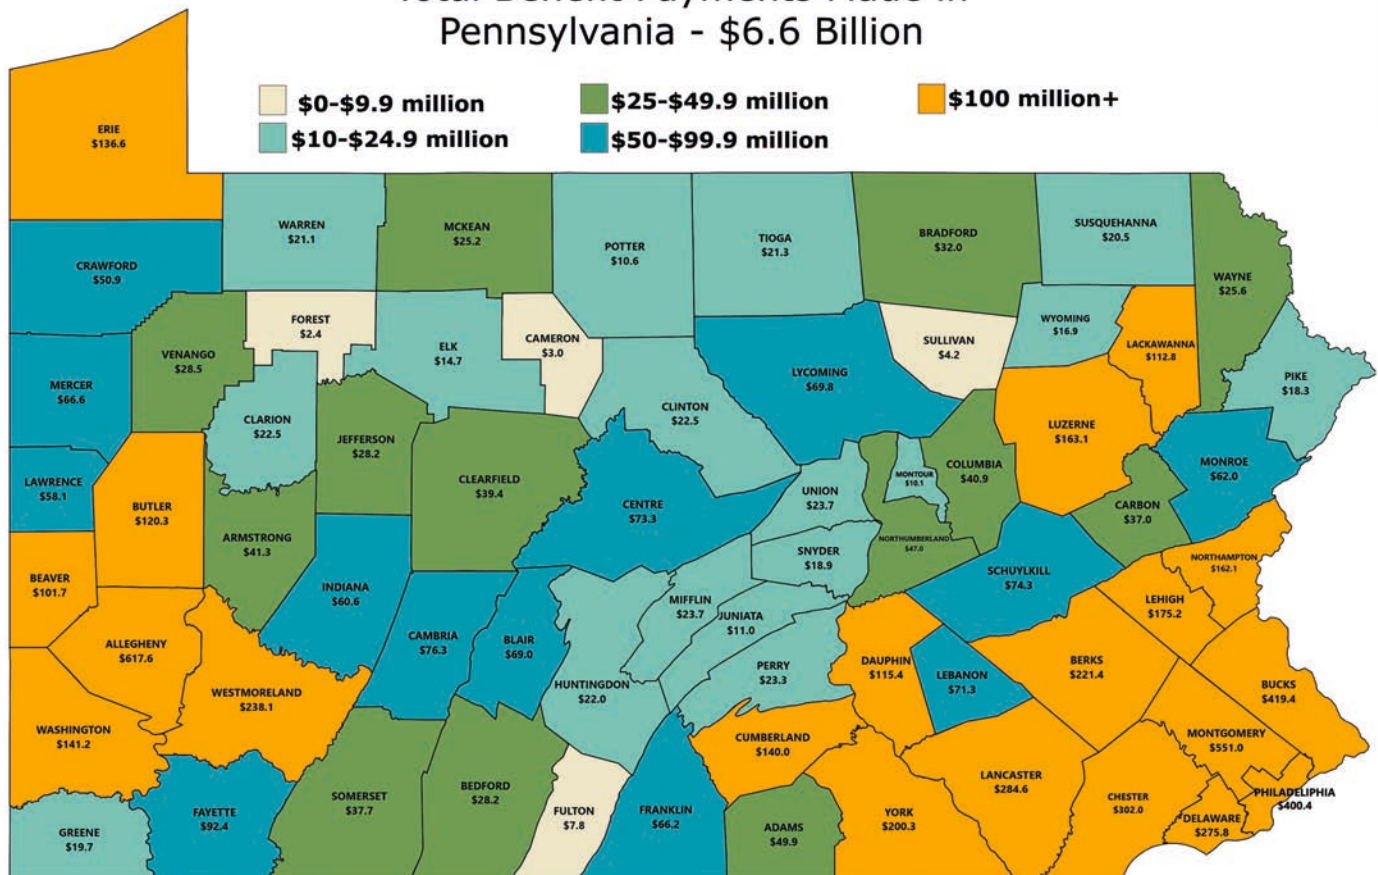 Total Benefit Payments Made in
Pennsylvania - $6.6 Billion
$0-$9.9 million
$25-$49.9 million
$100 million+
$10-$24.9 million
$50-$99.9 million
ERIE
$136.6
WARREN
$21.1
MCKEAN
$25.2
POTTER
$10.6
TIOGA
$21.3
BRADFORD
$32.0
SUSQUEHANNA
$20.5
WAYNE
$25.6
CRAWFORD
$50.9
FOREST
$2.4
ELK
$14.7
CAMERON
$3.0
SULLIVAN
$4.2
WYOMING
$16.9
LACKAWANNA
$112.8
PIKE
$18.3
VENANGO
$28.5
MERCER
$66.6
LYCOMING
$69.8
CLARION
$22.5
JEFFERSON
$28.2
CLINTON
$22.5
LUZERNE
$163.1
LAWRENCE
$58.1
CLEARFIELD
$39.4
COLUMBIA
$40.9
MONTOUR
$10.1
MONROE
$62.0
BUTLER
$120.3
CENTRE
$73.3
UNION
$23.7
CARBON
$37.0
ARMSTRONG
$41.3
NORTHUMBERLAND
$47.0
SNYDER
$18.9
NORTHAMPTON
$162.1
BEAVER
$101.7
INDIANA
$60.6
SCHUYLKILL
$74.3
MIFFLIN
$23.7
JUNIATA
$11.0
LEHIGH
$175.2
ALLEGHENY
$617.6
CAMBRIA
$76.3
BLAIR
$69.0
PERRY
$23.3
DAUPHIN
$115.4
LEBANON
$71.3
BERKS
$221.4
BUCKS
$419.4
WESTMORELAND
$238.1
HUNTINGDON
$22.0
WASHINGTON
$141.2
CUMBERLAND
$140.0
MONTGOMERY
$551.0
LANCASTER
$284.6
BEDFORD
$28.2
SOMERSET
$37.7
CHESTER
$302.0
PHILADELIPHIA
$400.4
FAYETTE
$92.4
FULTON
$7.8
FRANKLIN
$66.2
YORK
$200.3
DELAWARE
$275.8
GREENE
$19.7
ADAMS
$49.9